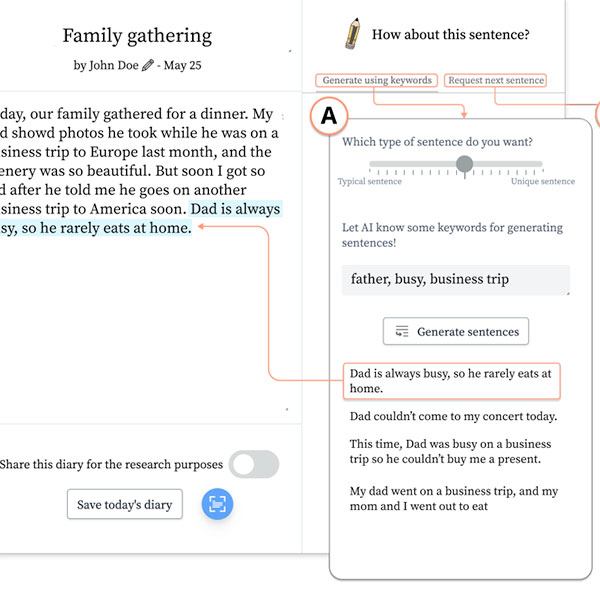 Family gathering
by John Doe - May 25
day, our family gathered for a dinner. My
d showd photos he took while he was on a
siness trip to Europe last month, and the
enery was so beautiful. But soon I got so
d after he told me he goes on another
siness trip to America soon. Dad is always
sy, so he rarely eats at home.
Share this diary for the research purposes
Save today's diary
How about this sentence?
Generate using keywords
Request next sentence
A
Which type of sentence do you want?
Typical sentence
Unique sentence
Let AI know some keywords for generating
sentences!
father, busy, business trip
Generate sentences
Dad is always busy, so he rarely eats at
home.
Dad couldn't come to my concert today.
This time, Dad was busy on a business
trip so he couldn't buy me a present.
My dad went on a business trip, and my
mom and I went out to eat